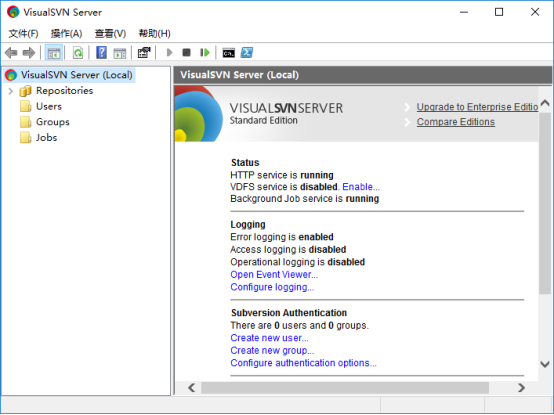 VisualSVN Server
文件(F) 操作(A) 查看(V) 帮助(H)
VisualSVN Server (Local)
Repositories
Users
Groups
Jobs
VisualSVN Server (Local)
VISUALSVNSERVER
Standard Edition
Upgrade to Enterprise Editio
Compare Editions
Status
HTTP service is running
VDFS service is disabled. Enable...
Background Job service is running
Logging
Error logging is enabled
Access logging is disabled
Operational logging is disabled
Open Event Viewer...
Configure logging...
Subversion Authentication
There are 0 users and 0 groups.
Create new user...
Create new group...
Configure authentication options...